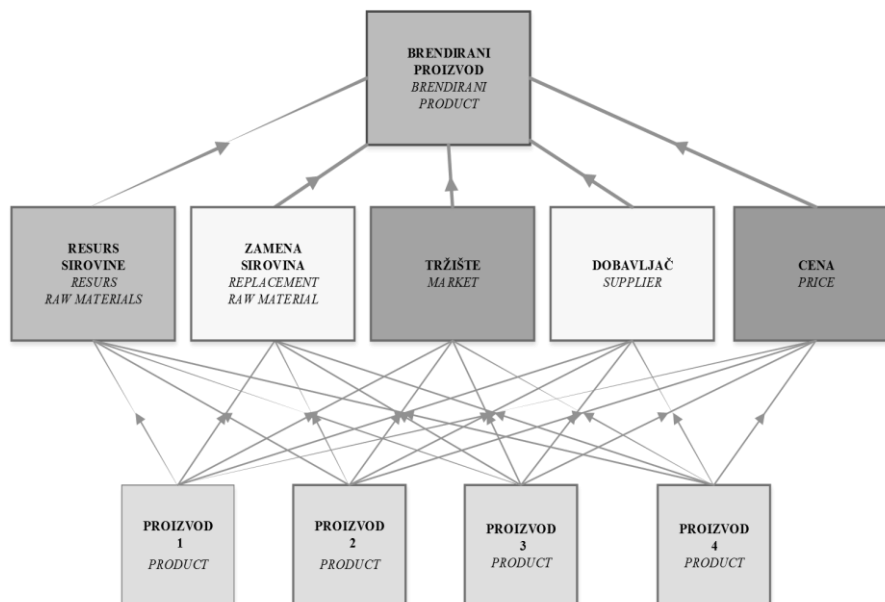 BRENDIRANI
PROIZVOD
BRENDIRANI
PRODUCT
RESURS
SIROVINE
RESURS
RAW MATERIALS
ZAMENA
SIROVINA
REPLACEMENT
RAW MATERIAL
TRŽIŠTE
MARKET
DOBAVLJAČ
SUPPLIER
CENA
PRICE
PROIZVOD
1
PRODUCT
PROIZVOD
2
PRODUCT
PROIZVOD
3
PRODUCT
PROIZVOD
4
PRODUCT